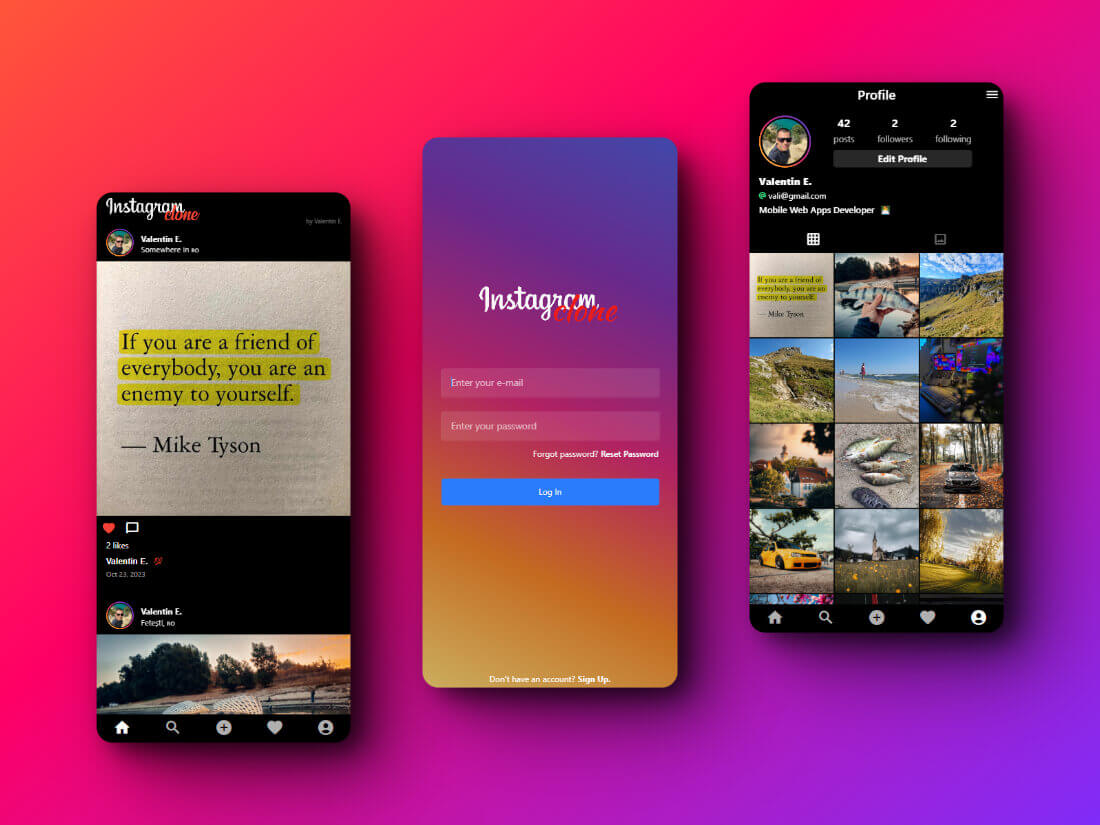 Instagram
clone
by Valentin E.
Valentin E.
Somewhere in RO
If you are a friend of
everybody, you are an
enemy to yourself.
— Mike Tyson
2 likes
Valentin E. 💯
Oct 23, 2023
Valentin E.
Fetești, RO
Instagram
clone
Enter your e-mail
Enter your password
Forgot password? Reset Password
Log In
Don't have an account? Sign Up.
Profile
42 2 2
posts followers following
Edit Profile
Valentin E.
@ vali@gmail.com
Mobile Web Apps Developer
If you are a friend of
everybody, you are an
enemy to yourself.
— Mike Tyson